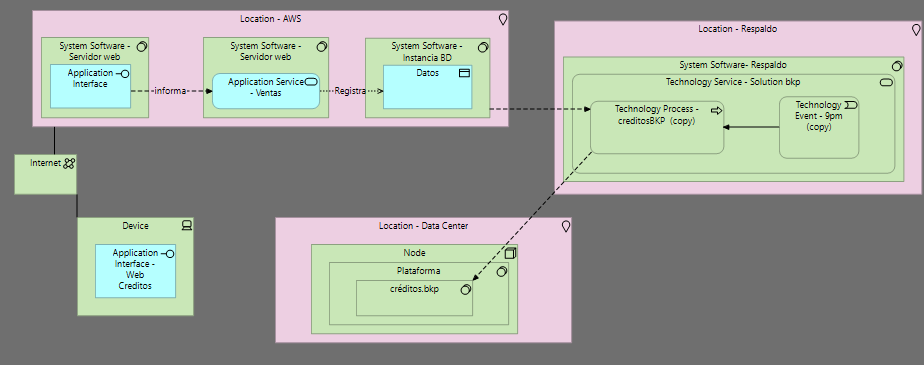 Location - AWS
System Software -
Servidor web
Application
Interface
informa
System Software -
Servidor web
Application Service
- Ventas
Registra
System Software -
Instancia BD
Datos
Location - Respaldo
System Software- Respaldo
Technology Service - Solution bkp
Technology Process -
creditosBKP (copy)
Technology
Event - 9pm
(copy)
Internet
Device
Application
Interface -
Web
Creditos
Location - Data Center
Node
Plataforma
créditos.bkp